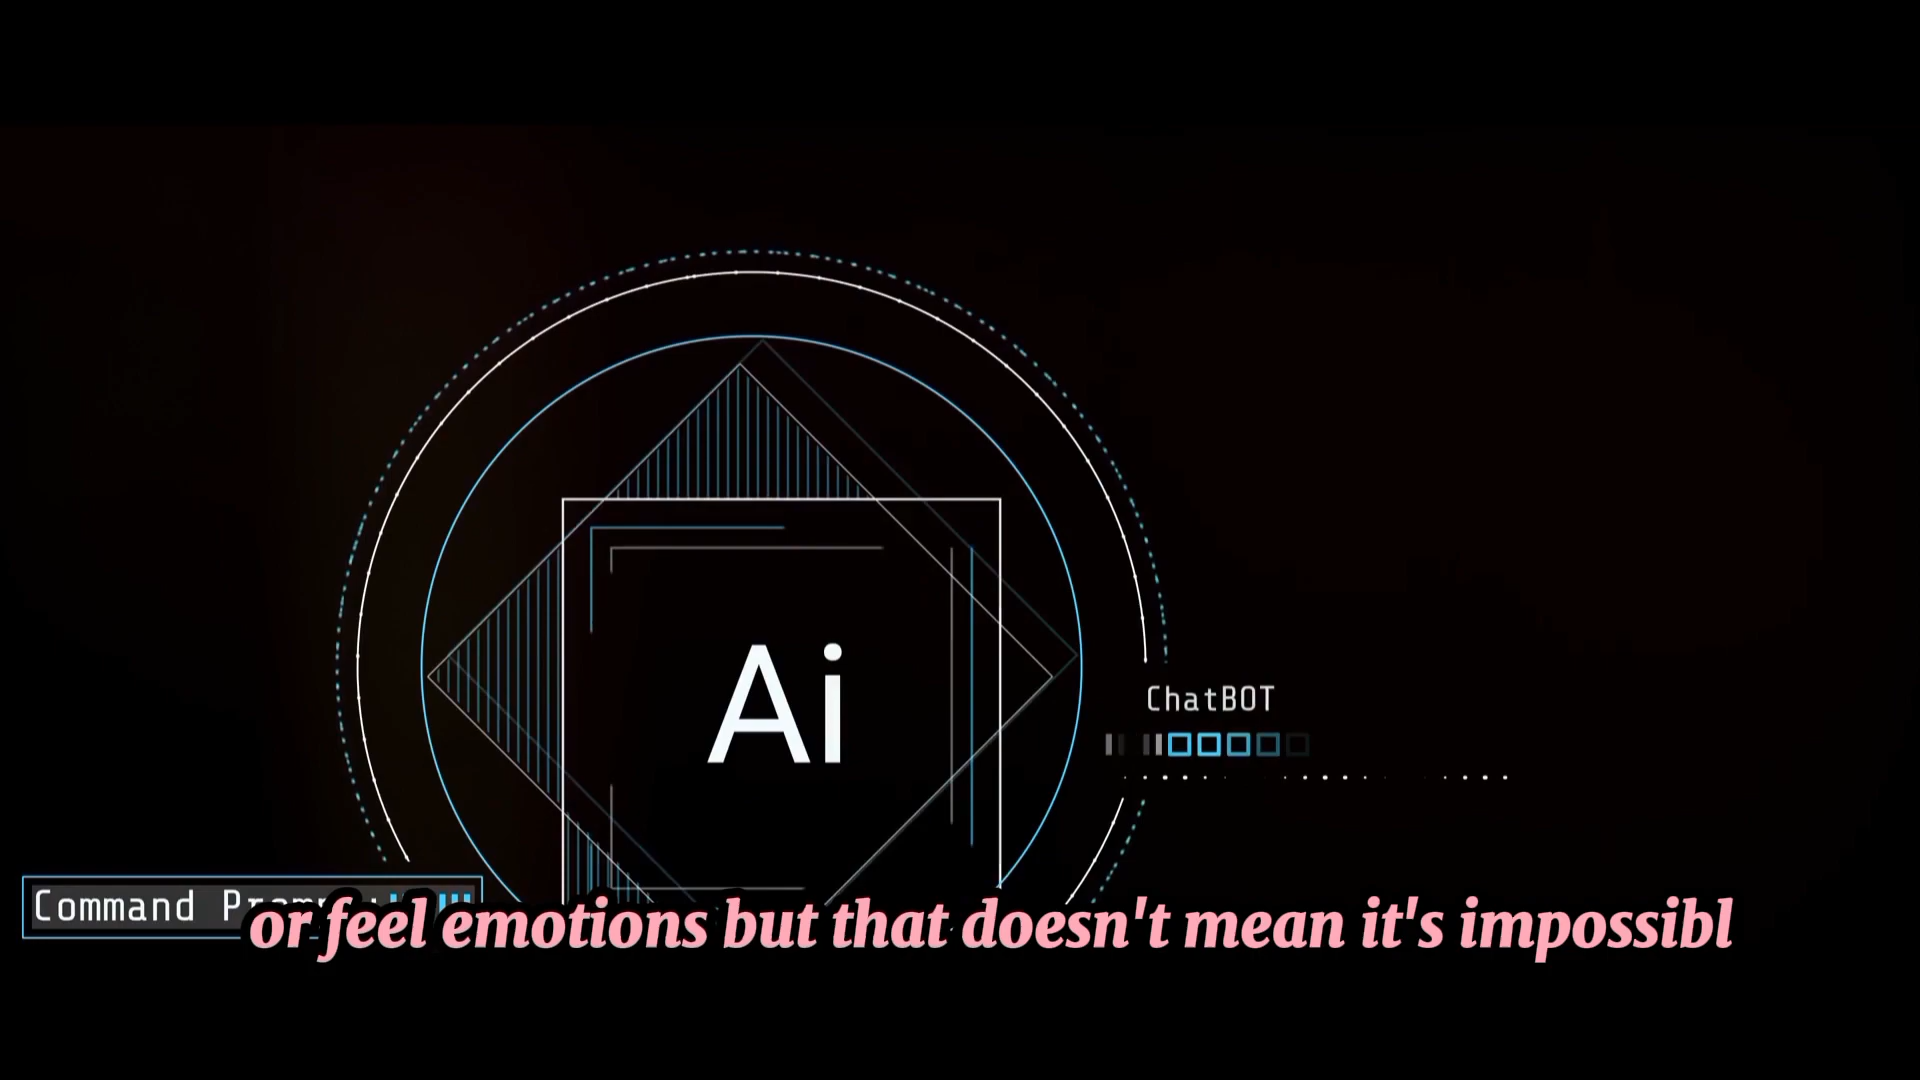 Ai
ChatBOT
Command
or feel emotions but that doesn't mean it's impossibl